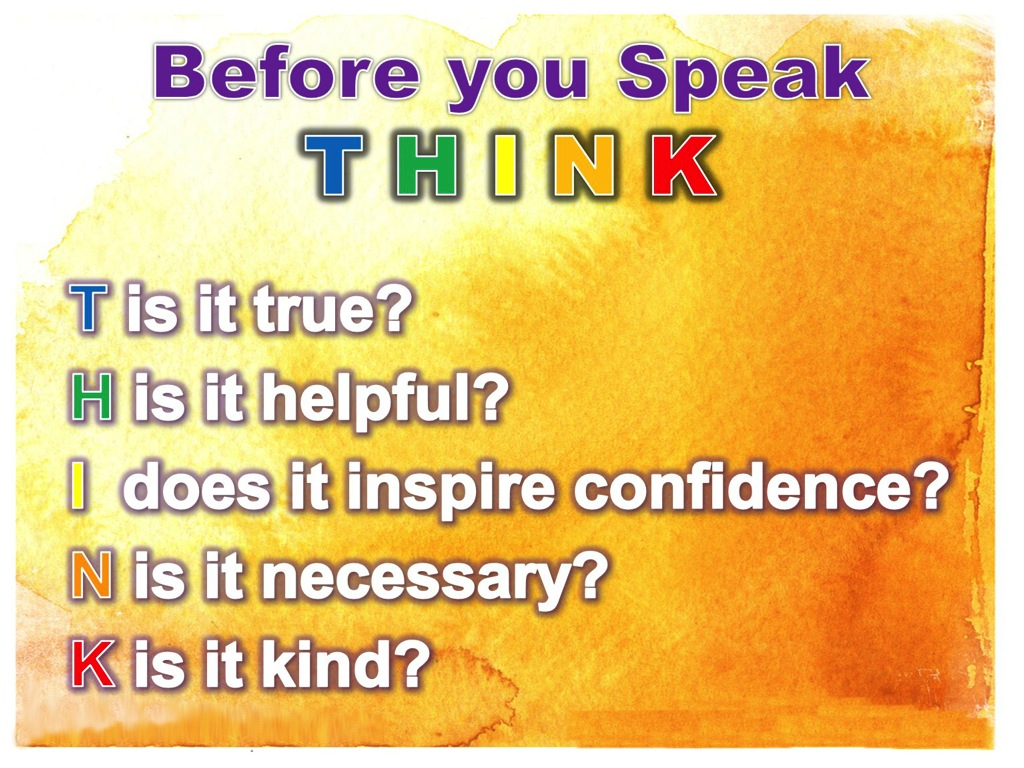 Before you Speak
T H I N K
T is it true?
H is it helpful?
I does it inspire confidence?
N is it necessary?
K is it kind?